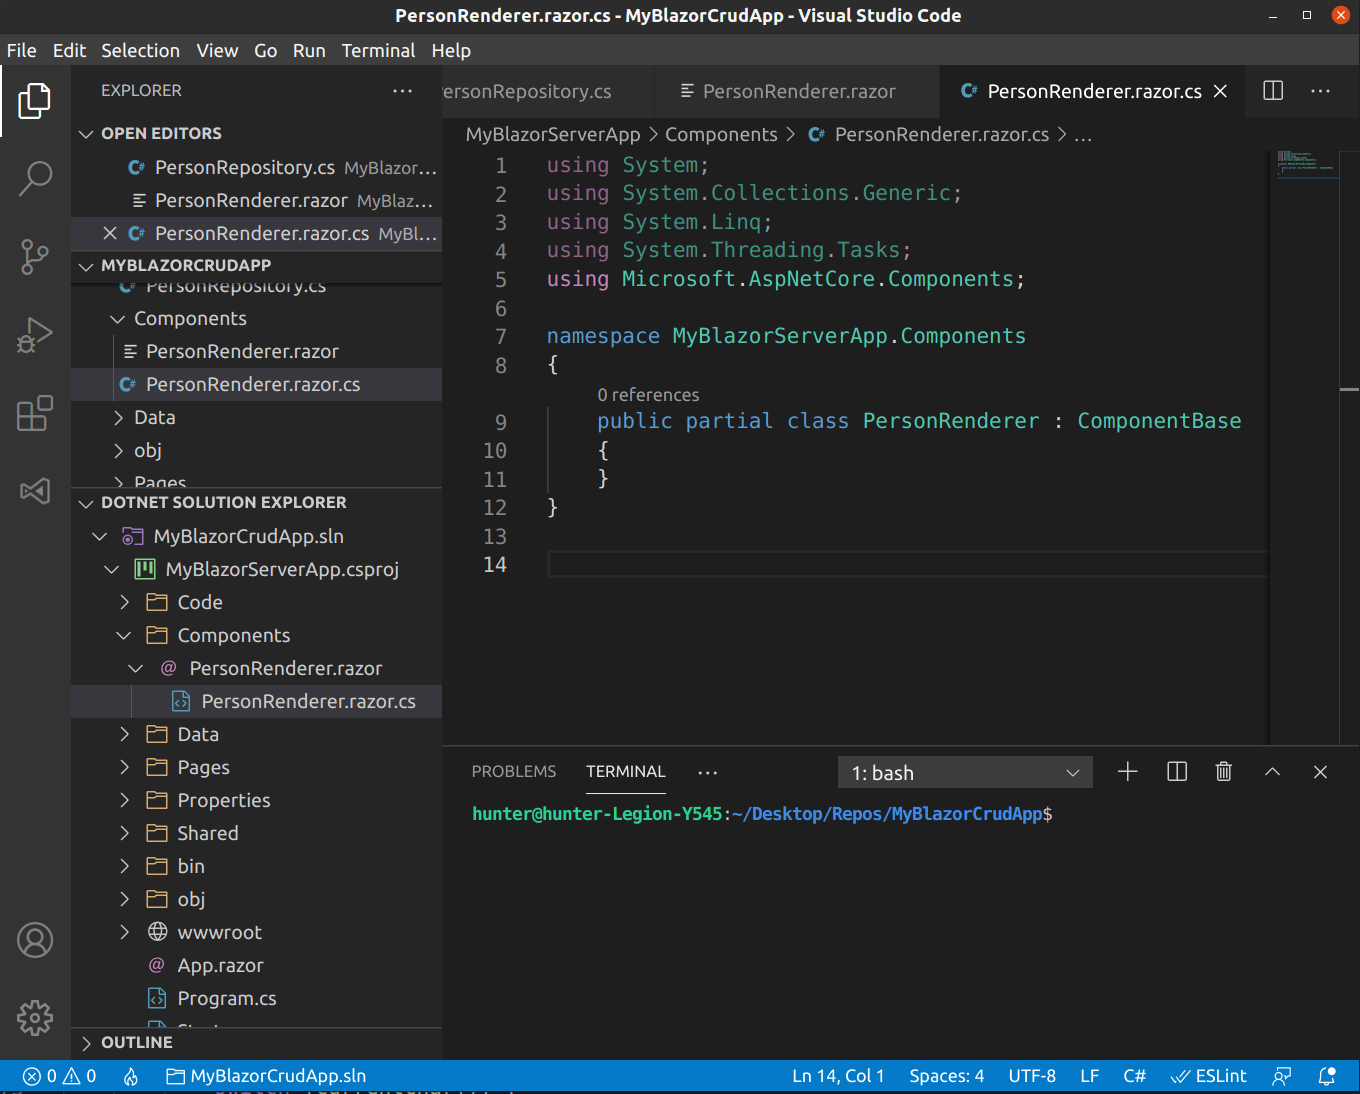 PersonRenderer.razor.cs - MyBlazorCrudApp - Visual Studio Code
File Edit Selection View Go Run Terminal Help
EXPLORER
ersonRepository.cs PersonRenderer.razor C# PersonRenderer.razor.cs
OPEN EDITORS
C# PersonRepository.cs MyBlazor...
PersonRenderer.razor MyBlaz...
C# PersonRenderer.razor.cs MyBl...
MYBLAZORCRUDAPP
C# PersonRepository.cs
Components
PersonRenderer.razor
C# PersonRenderer.razor.cs
Data
obj
Pages
DOTNET SOLUTION EXPLORER
MyBlazorCrudApp.sln
MyBlazorServerApp.csproj
Code
Components
@ PersonRenderer.razor
PersonRenderer.razor.cs
Data
Pages
Properties
Shared
bin
obj
wwwroot
@ App.razor
Program.cs
OUTLINE
MyBlazorServerApp > Components > C# PersonRenderer.razor.cs > ...
1 using System;
2 using System.Collections.Generic;
3 using System.Linq;
4 using System.Threading.Tasks;
5 using Microsoft.AspNetCore.Components;
6
7 namespace MyBlazorServerApp.Components
8 {
0 references
9 public partial class PersonRenderer : ComponentBase
10 {
11 }
12 }
13
14
PROBLEMS TERMINAL ... 1: bash
hunter@hunter-Legion-Y545:~/Desktop/Repos/MyBlazorCrudApp$
0 0 MyBlazorCrudApp.sln Ln 14, Col 1 Spaces: 4 UTF-8 LF C# ESLint